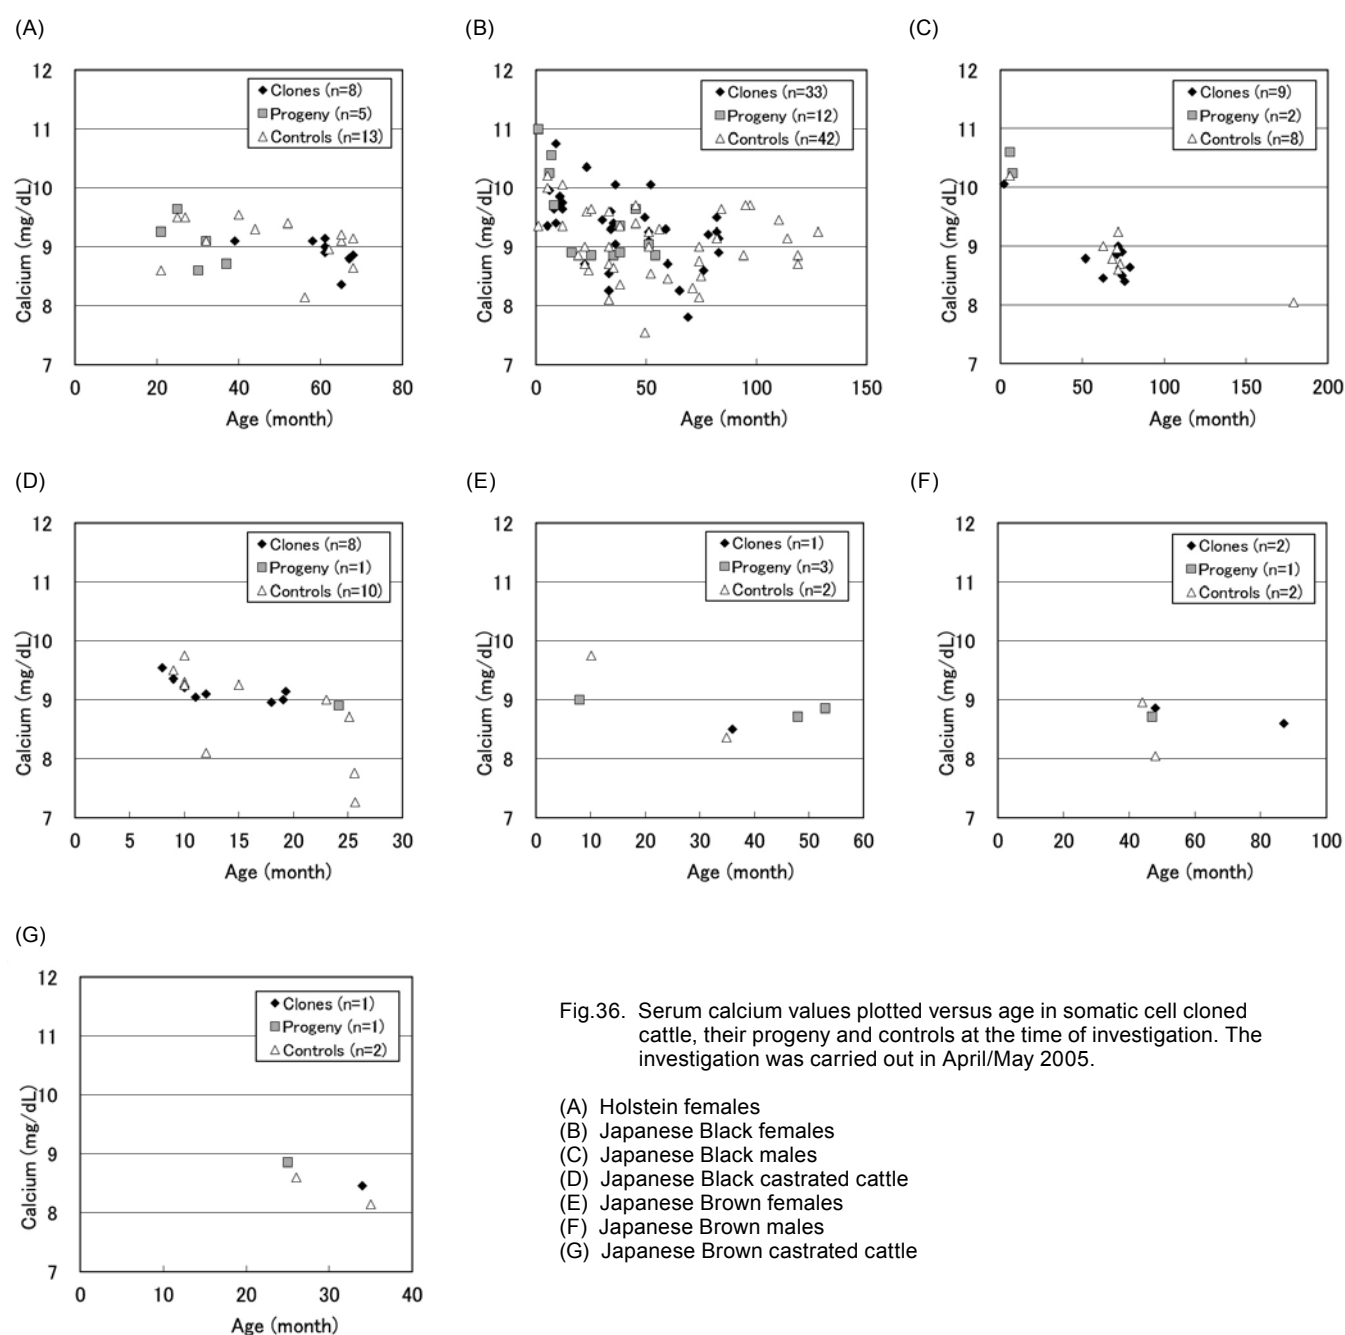 (A)
12
11
10
9
8
7
Calcium (mg/dL)
Clones (n=8)
Progeny (n=5)
Controls (n=13)
0 20 40 60 80
Age (month)
(B)
12
11
10
9
8
7
Calcium (mg/dL)
Clones (n=33)
Progeny (n=12)
Controls (n=42)
0 50 100 150
Age (month)
(C)
12
11
10
9
8
7
Calcium (mg/dL)
Clones (n=9)
Progeny (n=2)
Controls (n=8)
0 50 100 150 200
Age (month)
(D)
12
11
10
9
8
7
Calcium (mg/dL)
Clones (n=8)
Progeny (n=1)
Controls (n=10)
0 5 10 15 20 25 30
Age (month)
(E)
12
11
10
9
8
7
Calcium (mg/dL)
Clones (n=1)
Progeny (n=3)
Controls (n=2)
0 10 20 30 40 50 60
Age (month)
(F)
12
11
10
9
8
7
Calcium (mg/dL)
Clones (n=2)
Progeny (n=1)
Controls (n=2)
0 20 40 60 80 100
Age (month)
(G)
12
11
10
9
8
7
Calcium (mg/dL)
Clones (n=1)
Progeny (n=1)
Controls (n=2)
0 10 20 30 40
Age (month)
Fig.36. Serum calcium values plotted versus age in somatic cell cloned
cattle, their progeny and controls at the time of investigation. The
investigation was carried out in April/May 2005.
(A) Holstein females
(B) Japanese Black females
(C) Japanese Black males
(D) Japanese Black castrated cattle
(E) Japanese Brown females
(F) Japanese Brown males
(G) Japanese Brown castrated cattle